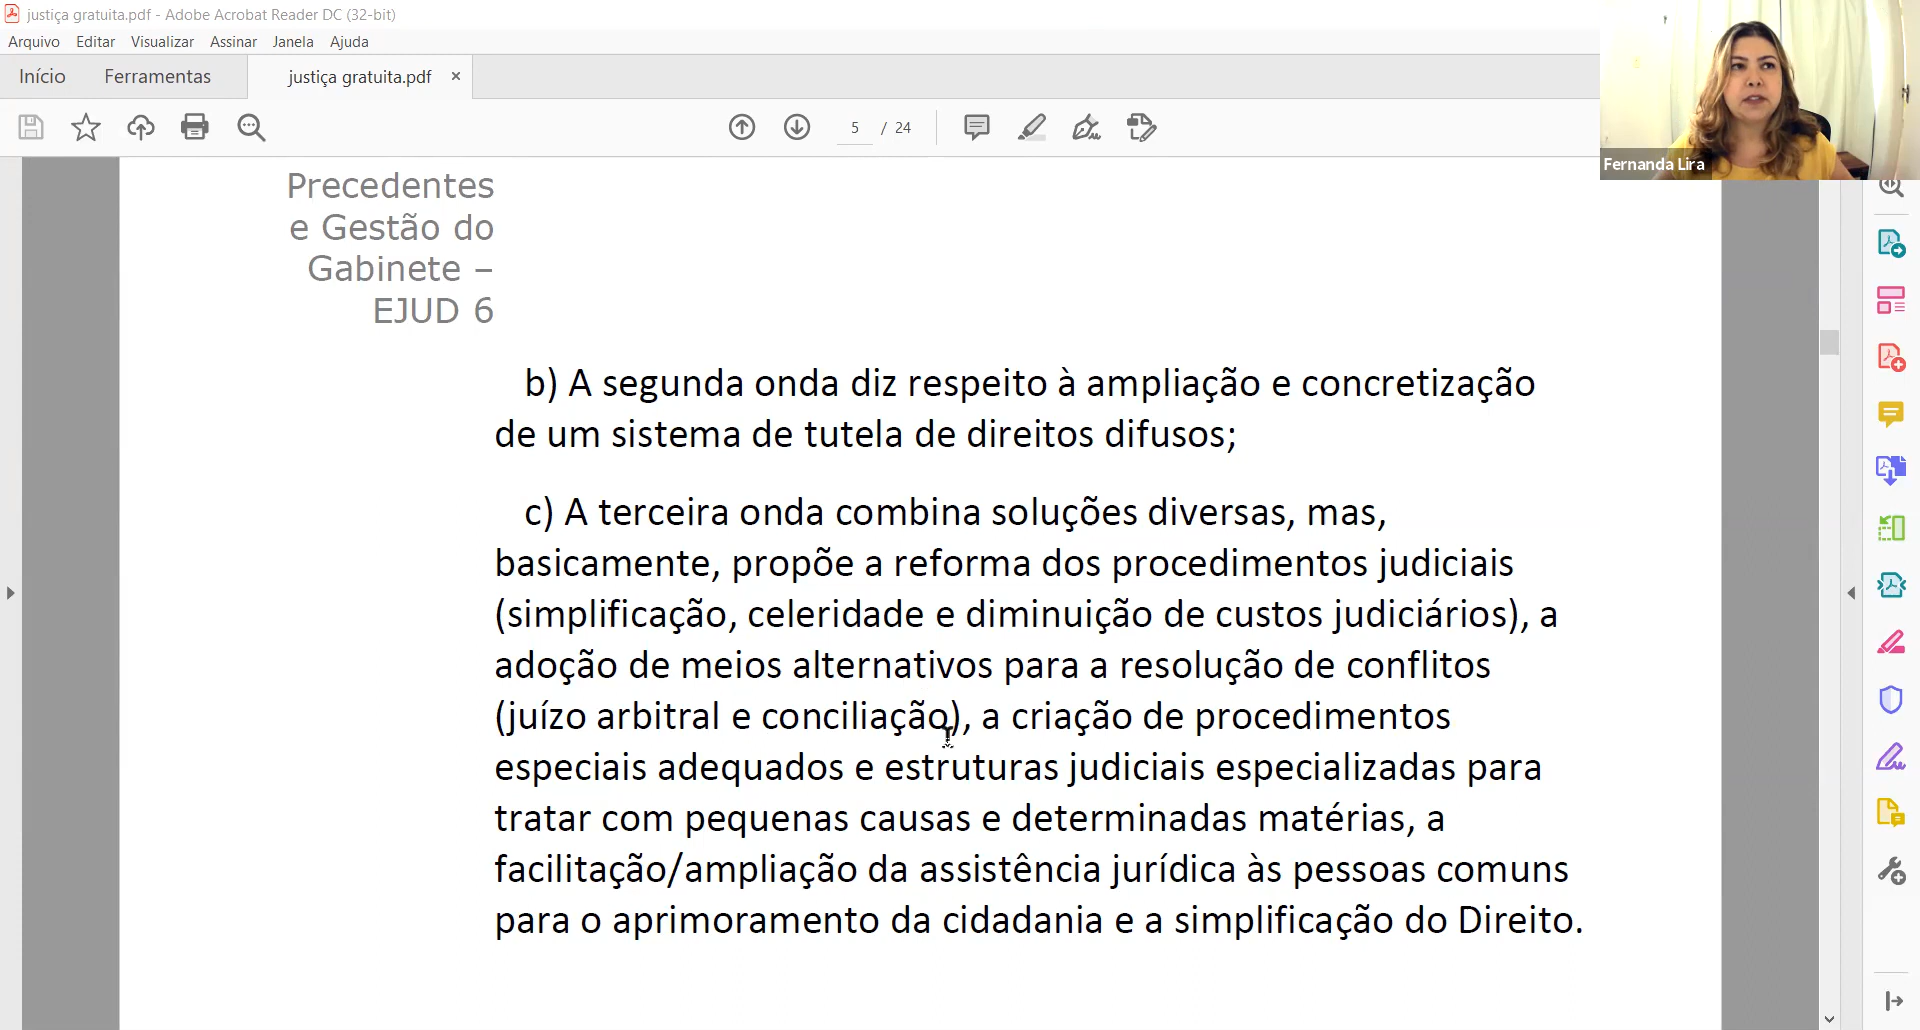 justiça gratuita.pdf - Adobe Acrobat Reader DC (32-bit)
Arquivo Editar Visualizar Assinar Janela Ajuda
Início Ferramentas justiça gratuita.pdf ×
5 / 24
Fernanda Lira
Precedentes
e Gestão do
Gabinete –
EJUD 6
b) A segunda onda diz respeito à ampliação e concretização
de um sistema de tutela de direitos difusos;
c) A terceira onda combina soluções diversas, mas,
basicamente, propõe a reforma dos procedimentos judiciais
(simplificação, celeridade e diminuição de custos judiciários), a
adoção de meios alternativos para a resolução de conflitos
(juízo arbitral e conciliação), a criação de procedimentos
especiais adequados e estruturas judiciais especializadas para
tratar com pequenas causas e determinadas matérias, a
facilitação/ampliação da assistência jurídica às pessoas comuns
para o aprimoramento da cidadania e a simplificação do Direito.